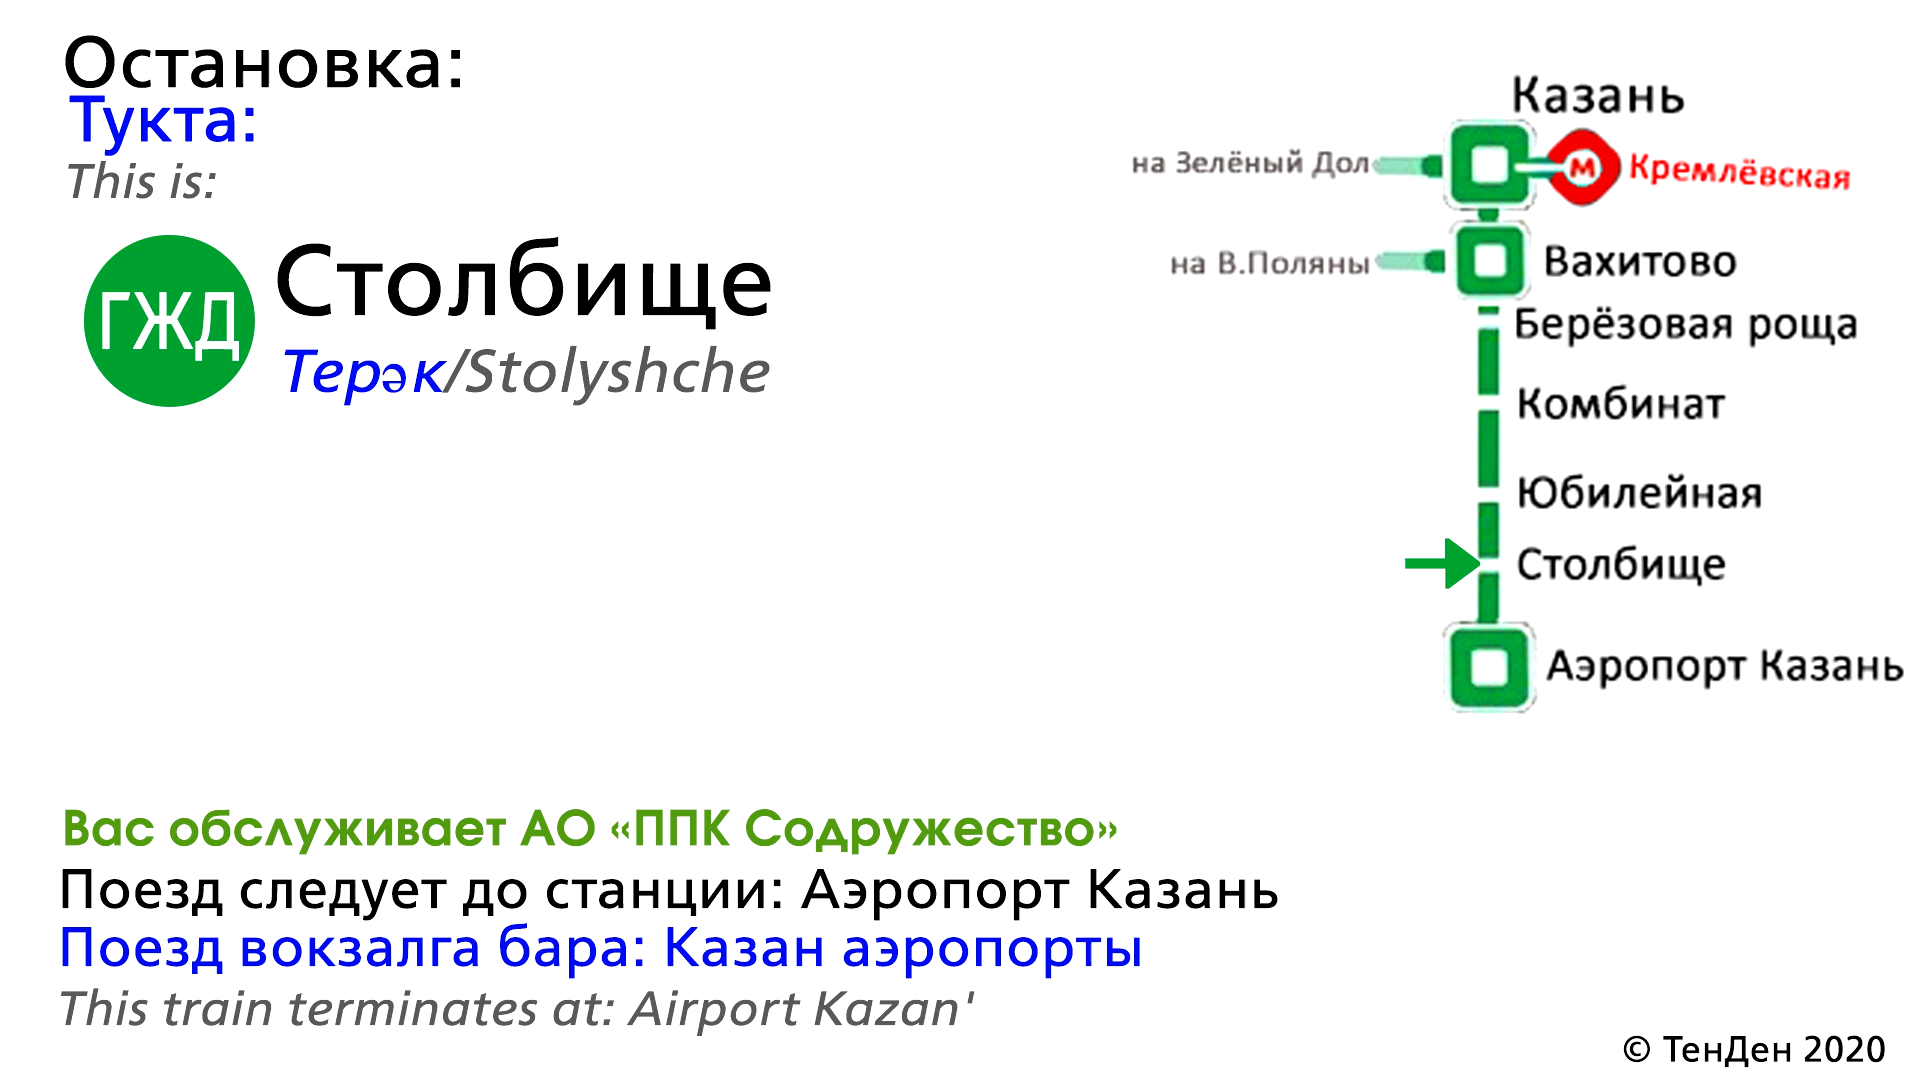 Остановка:
Тукта:
This is:
ГЖД
Столбище
Терәк/Stolyshche
Казань
на Зелёный Дол
М Кремлёвская
на В.Поляны
Вахитово
Берёзовая роща
Комбинат
Юбилейная
Столбище
Аэропорт Казань
Вас обслуживает АО «ППК Содружество»
Поезд следует до станции: Аэропорт Казань
Поезд вокзалга бара: Казан аэропорты
This train terminates at: Airport Kazan'
© ТенДен 2020